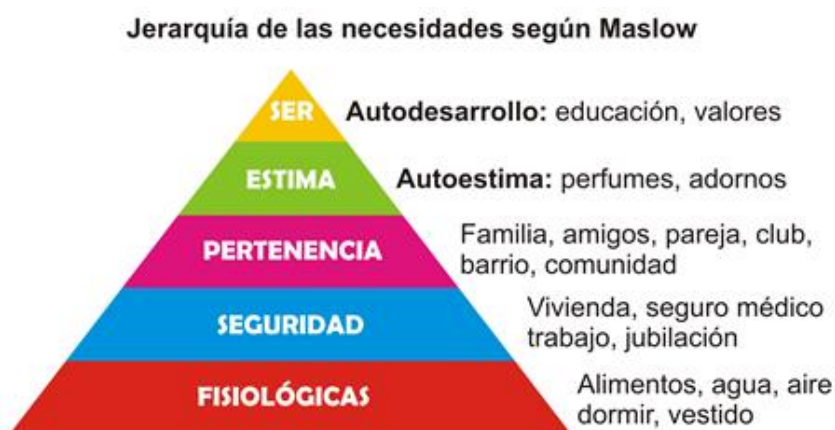 Jerarquía de las necesidades según Maslow
SER
Autodesarrollo: educación, valores
ESTIMA
Autoestima: perfumes, adornos
PERTENENCIA
Familia, amigos, pareja, club,
barrio, comunidad
SEGURIDAD
Vivienda, seguro médico
trabajo, jubilación
FISIOLÓGICAS
Alimentos, agua, aire
dormir, vestido